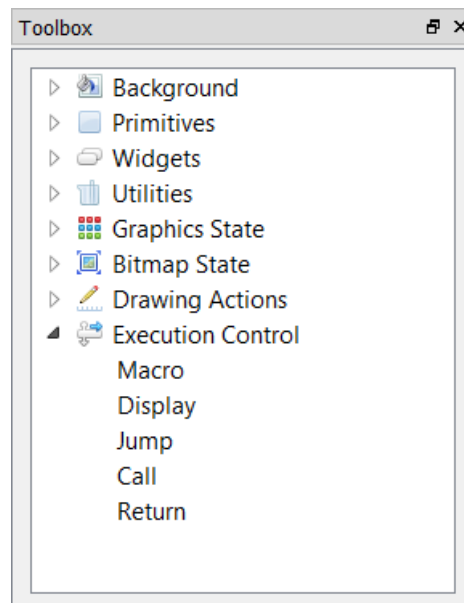 Toolbox
Background
Primitives
Widgets
Utilities
Graphics State
Bitmap State
Drawing Actions
Execution Control
Macro
Display
Jump
Call
Return